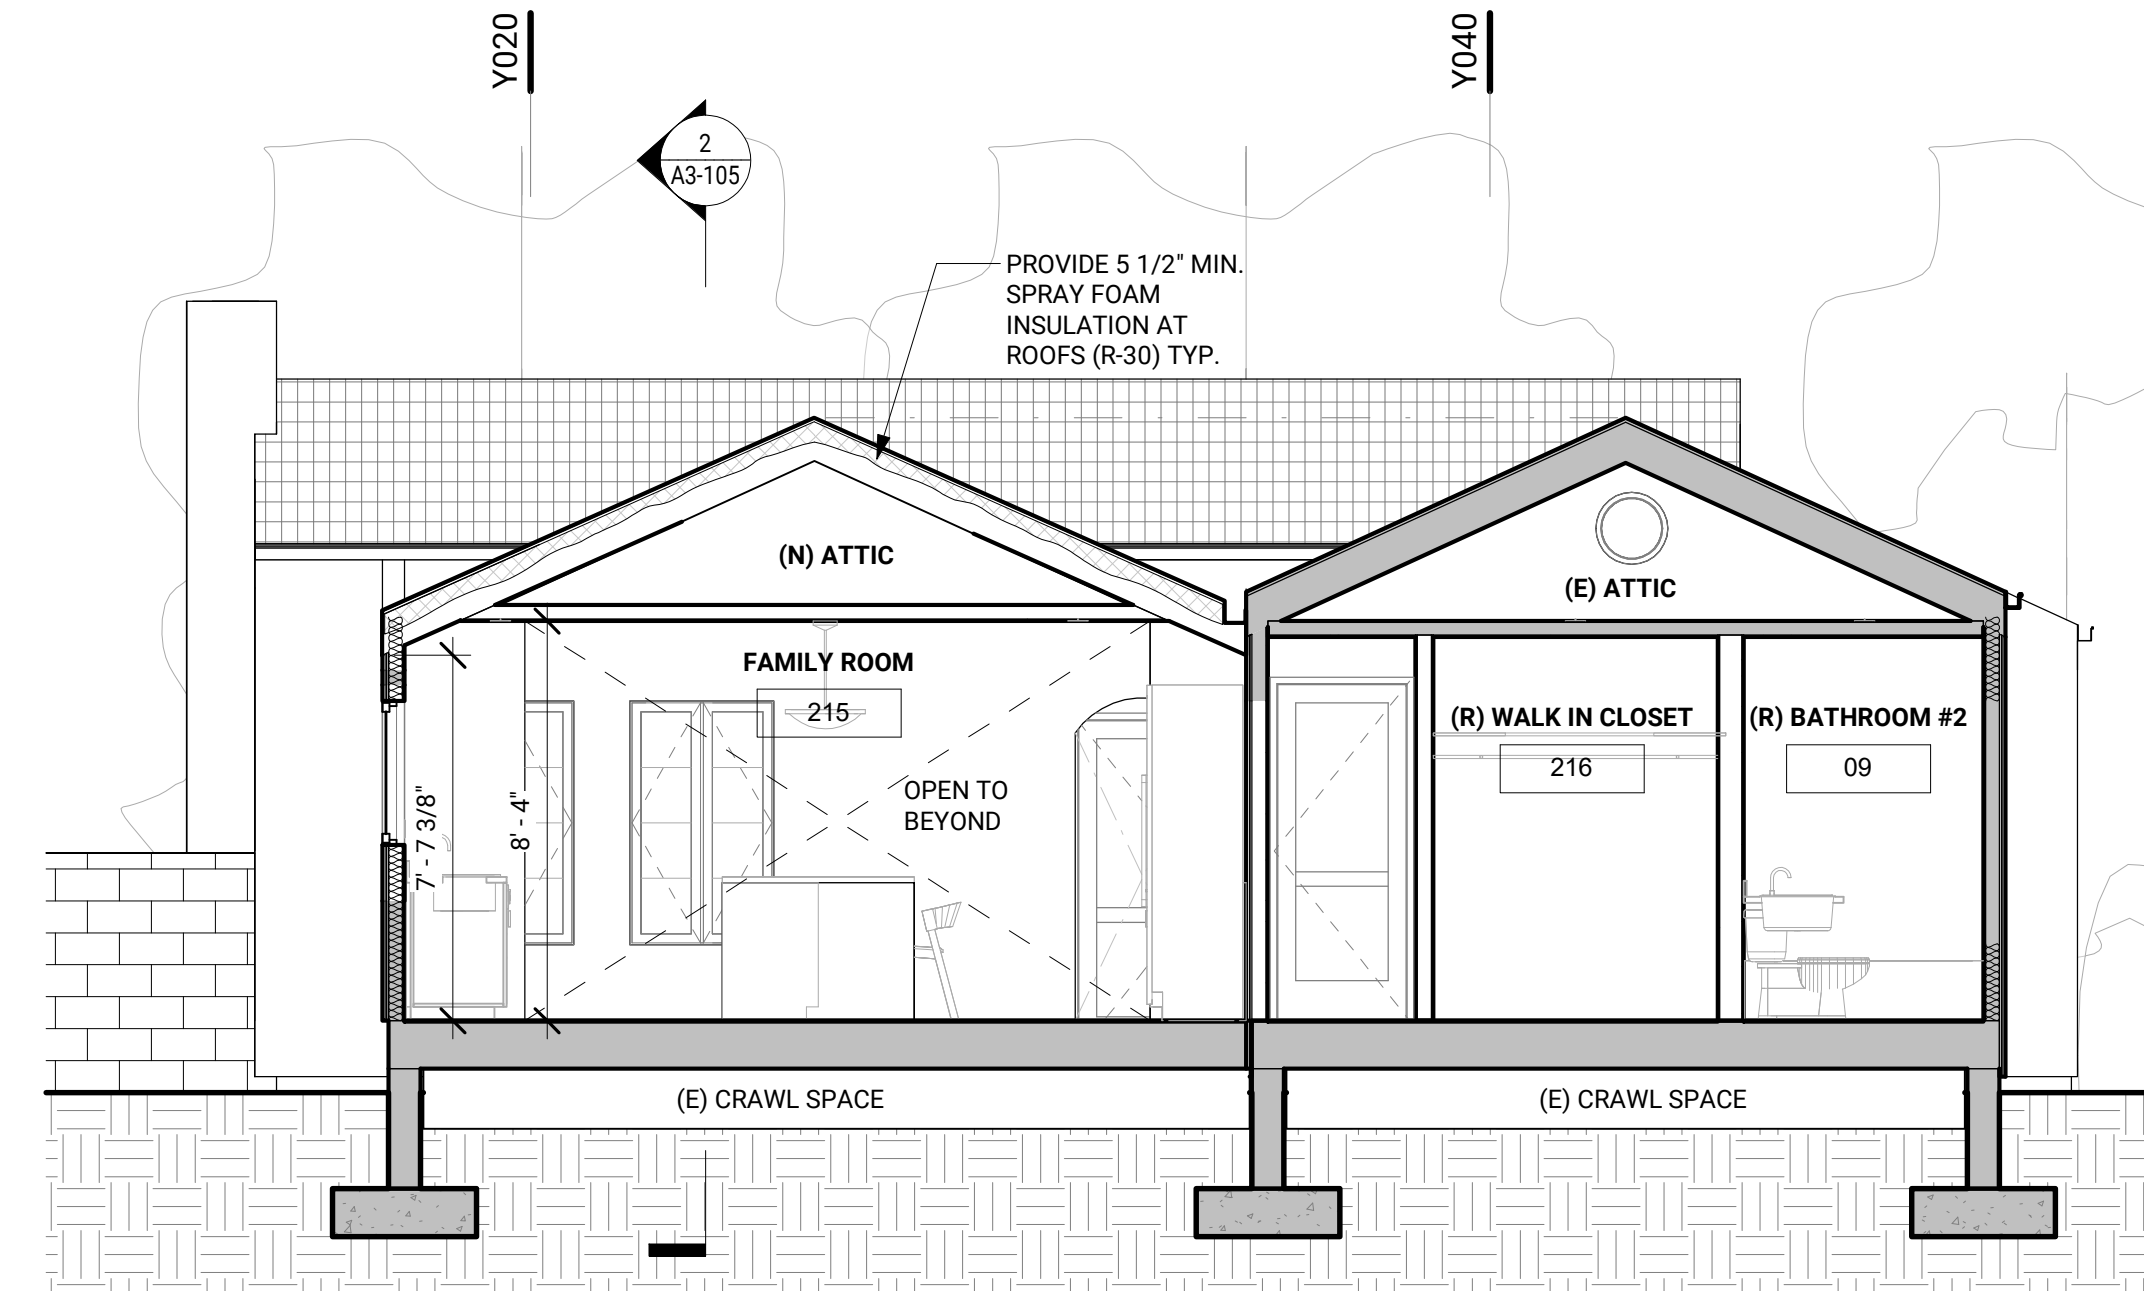 Y020
Y040
2
A3-105
PROVIDE 5 1/2" MIN.
SPRAY FOAM
INSULATION AT
ROOFS (R-30) TYP.
(N) ATTIC
(E) ATTIC
FAMILY ROOM
215
(R) WALK IN CLOSET
216
(R) BATHROOM #2
09
OPEN TO
BEYOND
7' - 7 3/8"
8' - 4"
(E) CRAWL SPACE
(E) CRAWL SPACE